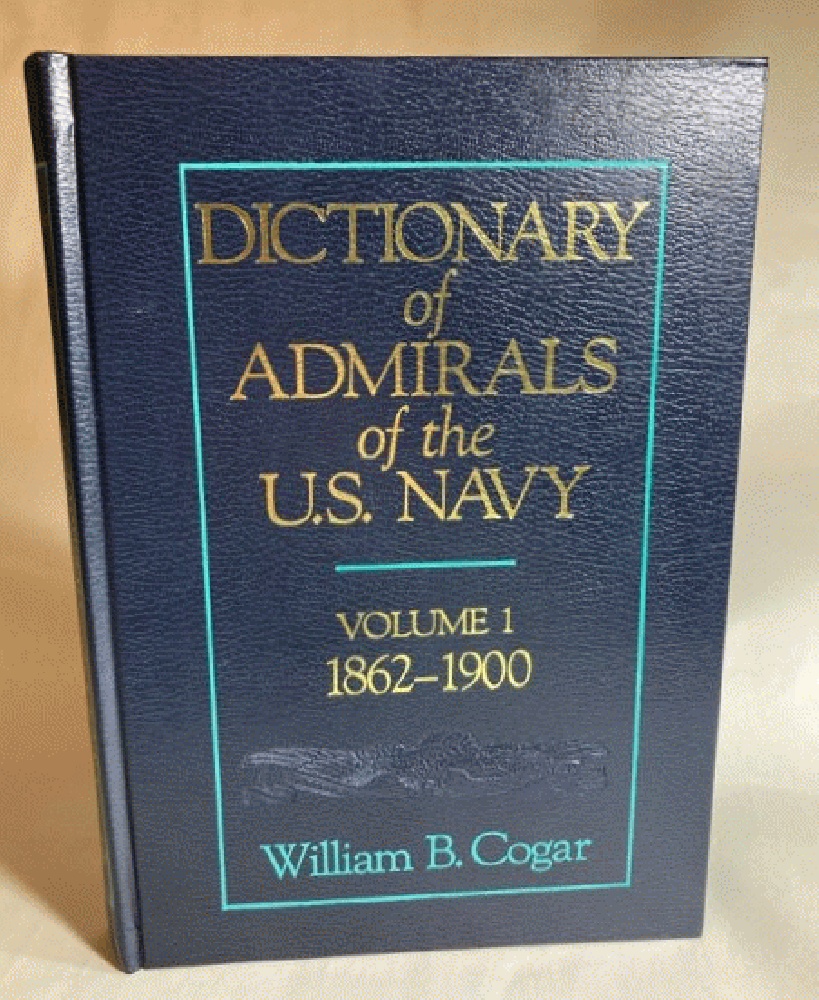 DICTIONARY
of
ADMIRALS
of the
U.S. NAVY
VOLUME 1
1862–1900
William B. Cogar